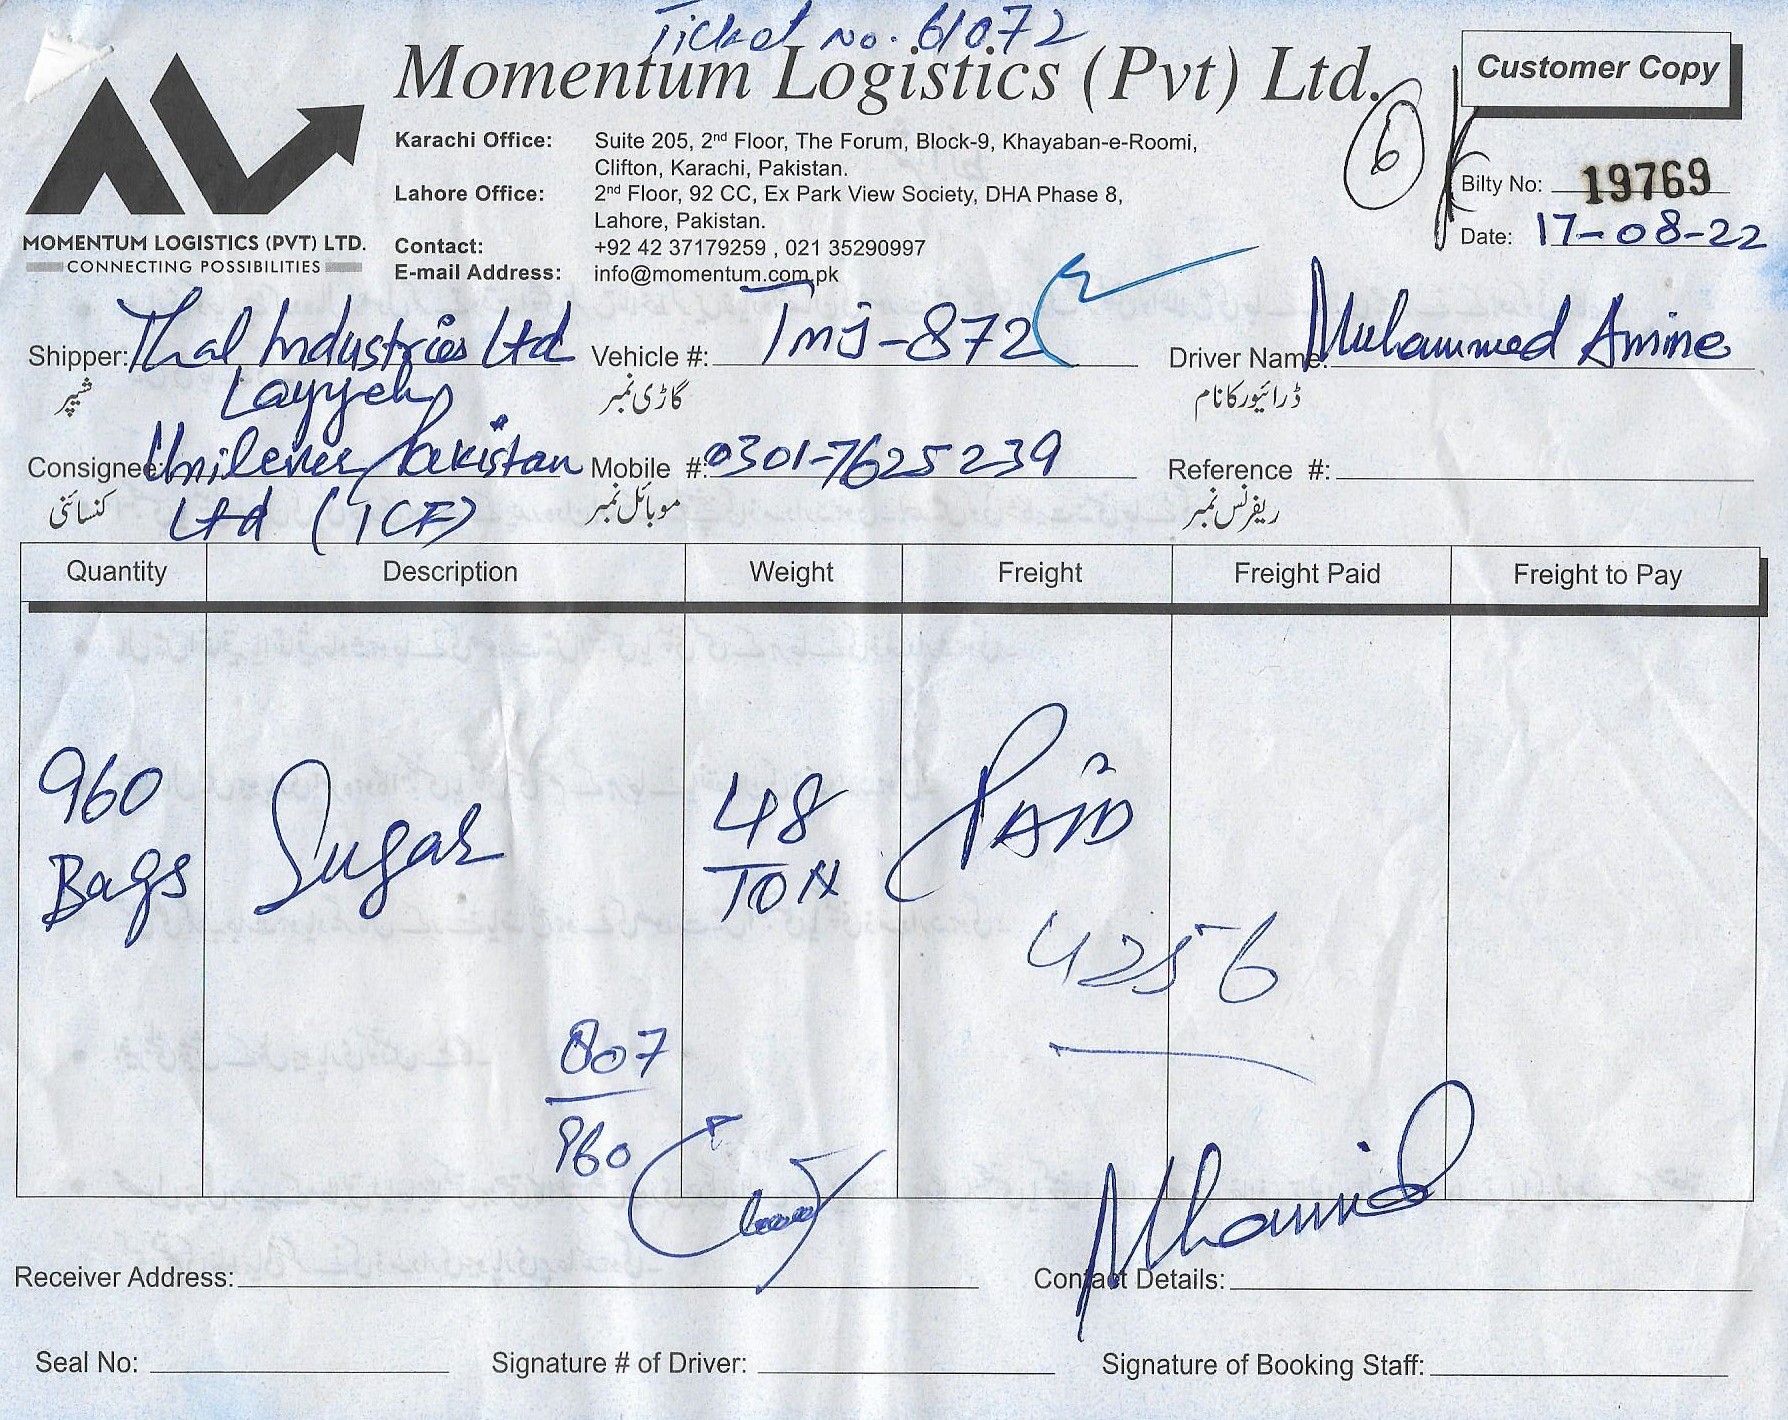 Ticket No. 61072
Momentum Logistics (Pvt) Ltd.
Customer Copy
6
Karachi Office: Suite 205, 2nd Floor, The Forum, Block-9, Khayaban-e-Roomi,
Clifton, Karachi, Pakistan.
Lahore Office: 2nd Floor, 92 CC, Ex Park View Society, DHA Phase 8,
Lahore, Pakistan.
Contact: +92 42 37179259 , 021 35290997
E-mail Address: info@momentum.com.pk
MOMENTUM LOGISTICS (PVT) LTD.
CONNECTING POSSIBILITIES
Bilty No: 19769
Date: 17-08-22
Shipper: Thal Industries Ltd Vehicle #: TMJ-872 Driver Name: Muhammed Amine
Layyah
شیپر گاڑی نمبر ڈرائیور کا نام
Consignee: Unilever Pakistan Mobile #: 0301-7625239 Reference #:
Ltd (ICF)
کنسائنی موبائل نمبر ریفرنس نمبر
Quantity Description Weight Freight Freight Paid Freight to Pay
960 Sugar 48 PAID
Bags TON
4256
807
960
Receiver Address: Contact Details:
Seal No: Signature # of Driver: Signature of Booking Staff: